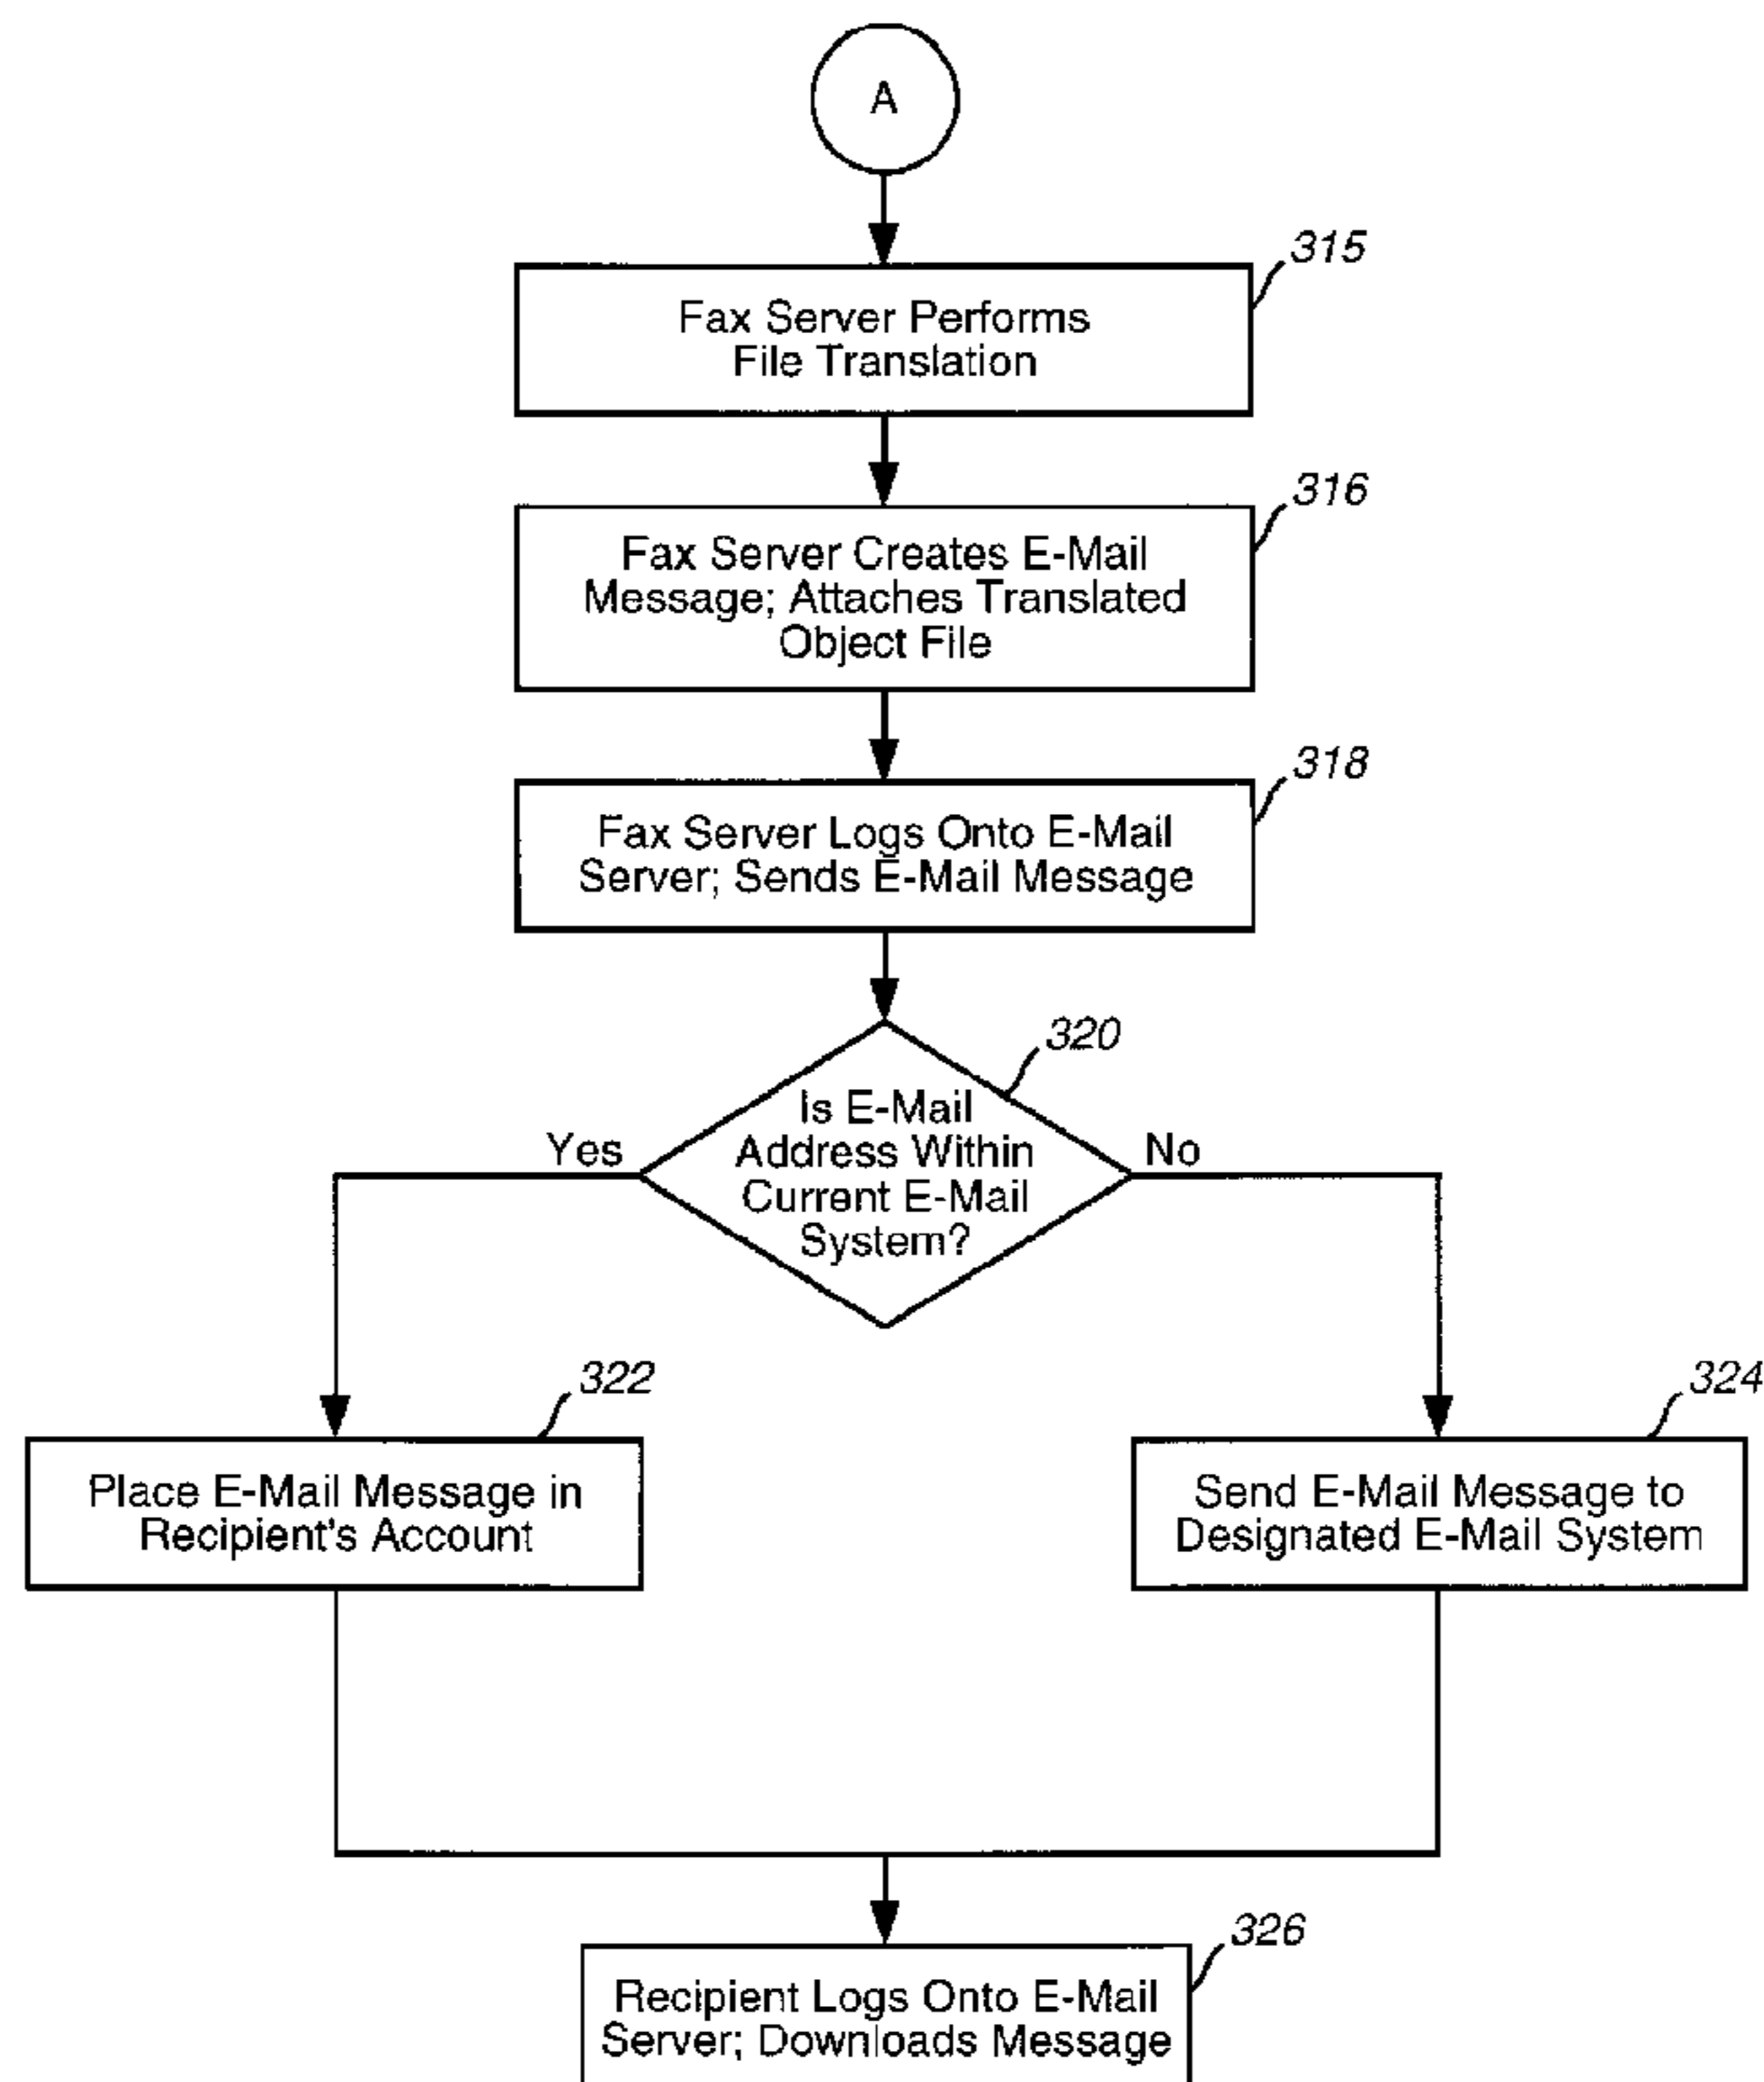 A
315
Fax Server Performs
File Translation
316
Fax Server Creates E-Mail
Message; Attaches Translated
Object File
318
Fax Server Logs Onto E-Mail
Server; Sends E-Mail Message
320
Is E-Mail
Address Within
Current E-Mail
System?
Yes
No
322
Place E-Mail Message in
Recipient's Account
324
Send E-Mail Message to
Designated E-Mail System
326
Recipient Logs Onto E-Mail
Server; Downloads Message